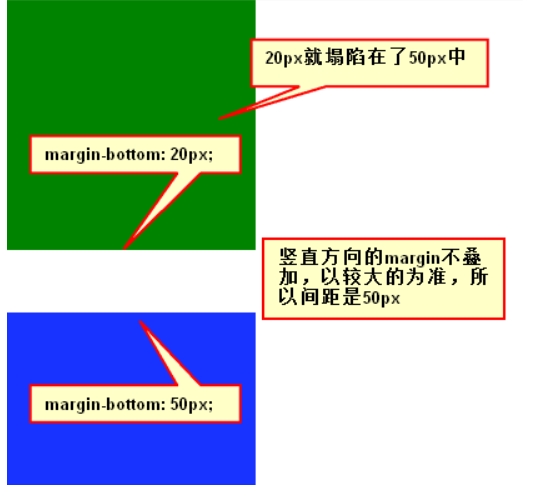 20px就塌陷在了50px中
margin-bottom: 20px;
竖直方向的margin不叠
加，以较大的为准，所
以间距是50px
margin-bottom: 50px;